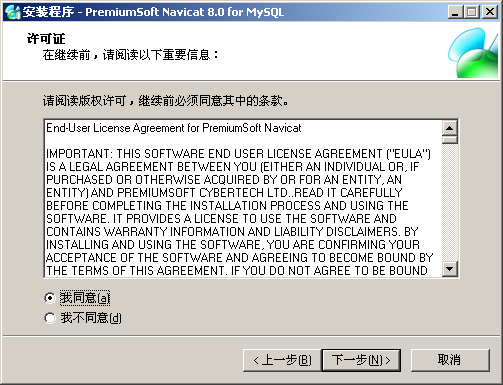 安装程序 - PremiumSoft Navicat 8.0 for MySQL
许可证
在继续前，请阅读以下重要信息：
请阅读版权许可，继续前必须同意其中的条款。
End-User License Agreement for PremiumSoft Navicat
IMPORTANT: THIS SOFTWARE END USER LICENSE AGREEMENT ("EULA")
IS A LEGAL AGREEMENT BETWEEN YOU (EITHER AN INDIVIDUAL OR, IF
PURCHASED OR OTHERWISE ACQUIRED BY OR FOR AN ENTITY, AN
ENTITY) AND PREMIUMSOFT CYBERTECH LTD..READ IT CAREFULLY
BEFORE COMPLETING THE INSTALLATION PROCESS AND USING THE
SOFTWARE. IT PROVIDES A LICENSE TO USE THE SOFTWARE AND
CONTAINS WARRANTY INFORMATION AND LIABILITY DISCLAIMERS. BY
INSTALLING AND USING THE SOFTWARE, YOU ARE CONFIRMING YOUR
ACCEPTANCE OF THE SOFTWARE AND AGREEING TO BECOME BOUND BY
THE TERMS OF THIS AGREEMENT. IF YOU DO NOT AGREE TO BE BOUND
我同意(a)
我不同意(d)
<上一步(B) 下一步(N)> 取消